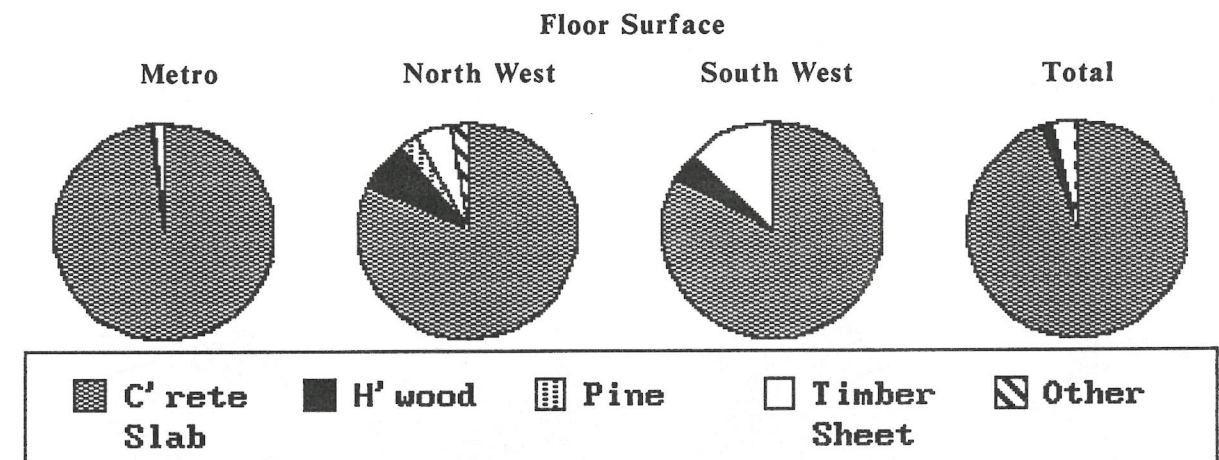 Floor Surface
Metro North West South West Total
C'rete Slab
H'wood
Pine
Timber Sheet
Other